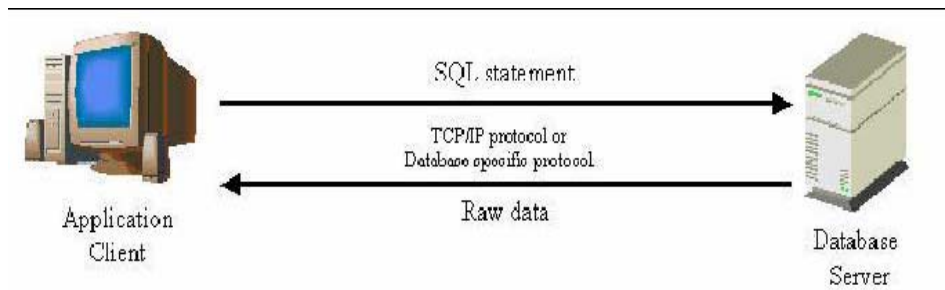 SQL statement
TCP/IP protocol or
Database specific protocol
Raw data
Application
Client
Database
Server